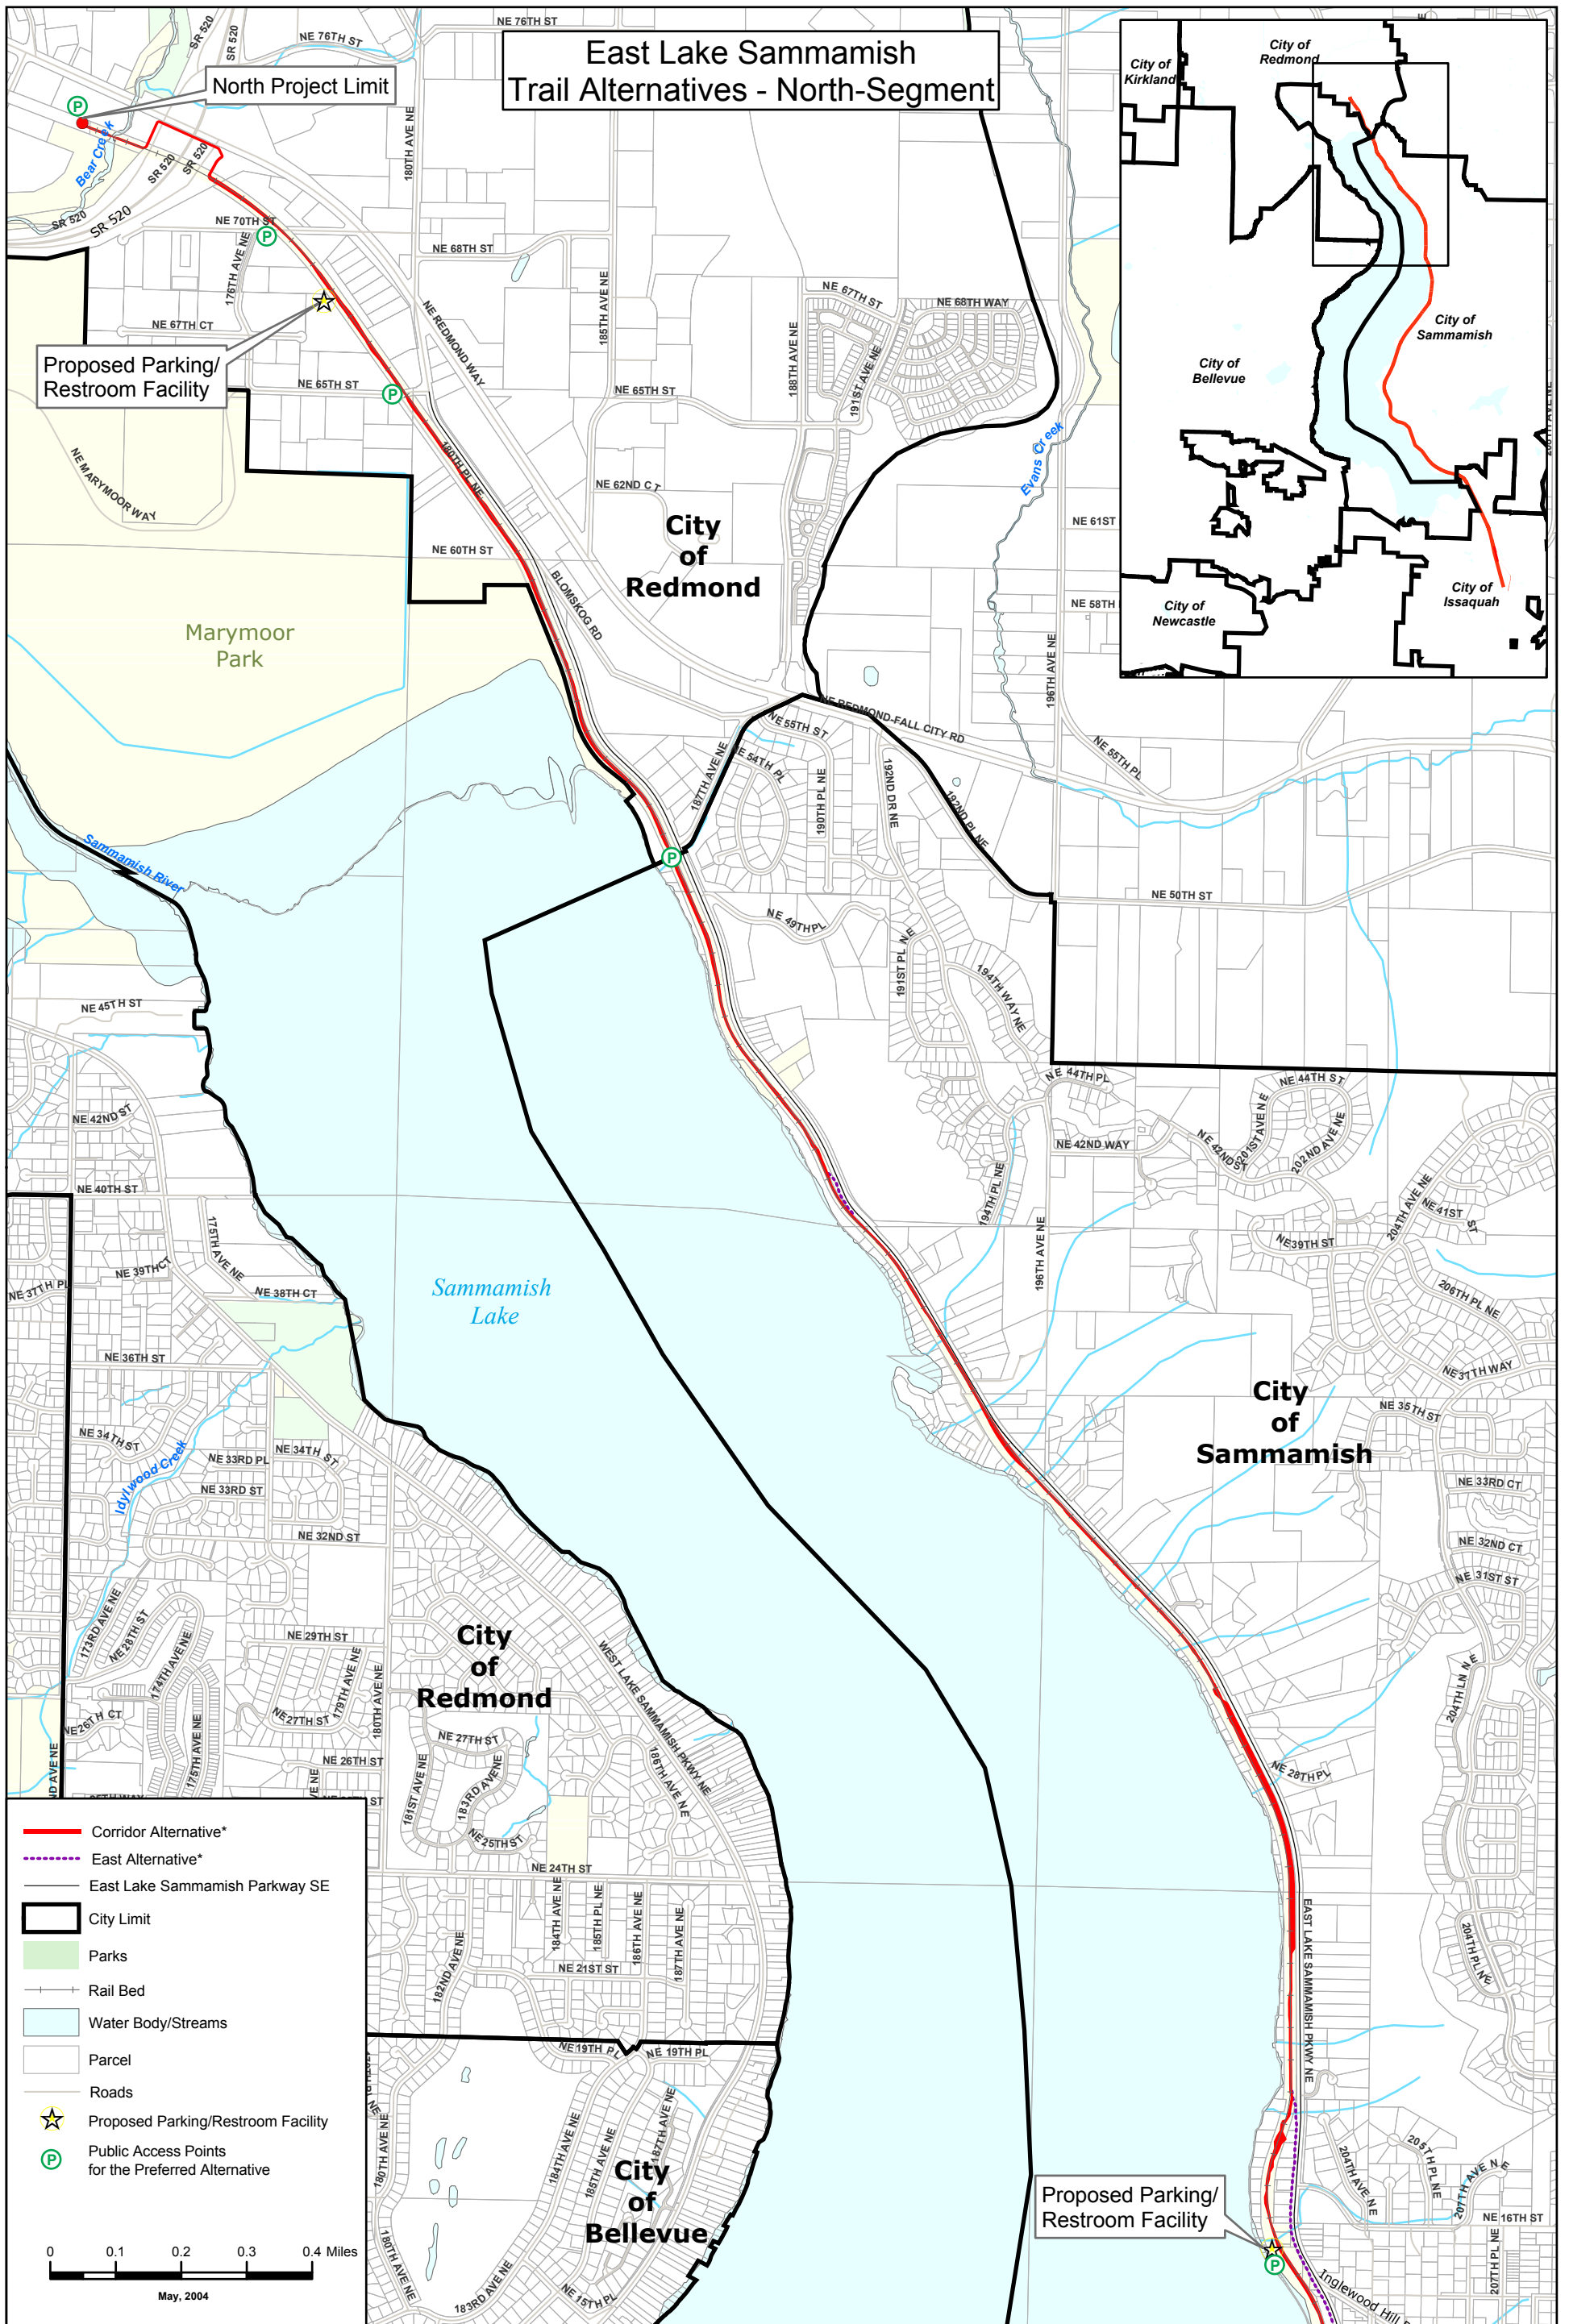 East Lake Sammamish
Trail Alternatives - North-Segment
North Project Limit
NE 76TH ST
NE 76TH ST
SR 520
SR 520
180TH AVE NE
Bear Creek
SR 520
SR 520
SR 520
SR 520
NE 70TH ST
176TH AVE NE
NE 68TH ST
NE 67TH CT
Proposed Parking/
Restroom Facility
NE 65TH ST
NE REDMOND WAY
185TH AVE NE
NE 67TH ST
NE 68TH WAY
188TH AVE NE
191ST AVE NE
NE 65TH ST
180TH PL NE
NE MARYMOOR WAY
NE 62ND CT
Evans Creek
NE 61ST
NE 60TH ST
NE 58TH
City
of
Redmond
BLOMSKOG RD
Marymoor
Park
196TH AVE NE
NE REDMOND-FALL CITY RD
NE 55TH ST
NE 55TH PL
NE 54TH PL
187TH AVE NE
190TH PL NE
192ND DR NE
192ND PL NE
Sammamish River
NE 50TH ST
NE 49TH PL
191ST PL NE
194TH WAY NE
NE 45TH ST
NE 44TH PL
NE 44TH ST
NE 42ND ST
NE 42ND WAY
NE 42ND ST
201ST AVE NE
202ND AVE NE
194TH PL NE
NE 40TH ST
204TH AVE NE
NE 41ST ST
175TH AVE NE
196TH AVE NE
NE 39TH ST
NE 39TH CT
NE 37TH PL
NE 38TH CT
206TH PL NE
Sammamish
Lake
NE 36TH ST
NE 37TH WAY
City
of
Sammamish
NE 35TH ST
NE 34TH ST
NE 34TH ST
Idylwood Creek
NE 33RD PL
NE 33RD ST
NE 33RD CT
NE 32ND ST
NE 32ND CT
NE 31ST ST
173RD AVE NE
NE 28TH ST
174TH AVE NE
NE 29TH ST
179TH AVE NE
180TH AVE NE
City
of
Redmond
WEST LAKE SAMMAMISH PKWY NE
204TH LN NE
NE 26TH CT
175TH AVE NE
NE 27TH ST
NE 27TH ST
NE 26TH ST
186TH AVE NE
181ST AVE NE
183RD AVE NE
NE 25TH ST
NE 28TH PL
NE 24TH ST
184TH AVE NE
185TH PL NE
186TH AVE NE
187TH AVE NE
182ND AVE NE
NE 21ST ST
EAST LAKE SAMMAMISH PKWY NE
204TH PL NE
NE 19TH PL
NE 19TH PL
180TH AVE NE
184TH AVE NE
185TH AVE NE
187TH AVE NE
City
of
Bellevue
180TH AVE NE
183RD AVE NE
NE 15TH PL
204TH AVE NE
205TH PL NE
207TH AVE NE
NE 16TH ST
207TH PL NE
Proposed Parking/
Restroom Facility
Inglewood Hill
P
P
P
P
P
City of
Kirkland
City of
Redmond
City of
Sammamish
City of
Bellevue
City of
Issaquah
City of
Newcastle
Corridor Alternative*
East Alternative*
East Lake Sammamish Parkway SE
City Limit
Parks
Rail Bed
Water Body/Streams
Parcel
Roads
Proposed Parking/Restroom Facility
P
Public Access Points
for the Preferred Alternative
0 0.1 0.2 0.3 0.4 Miles
May, 2004